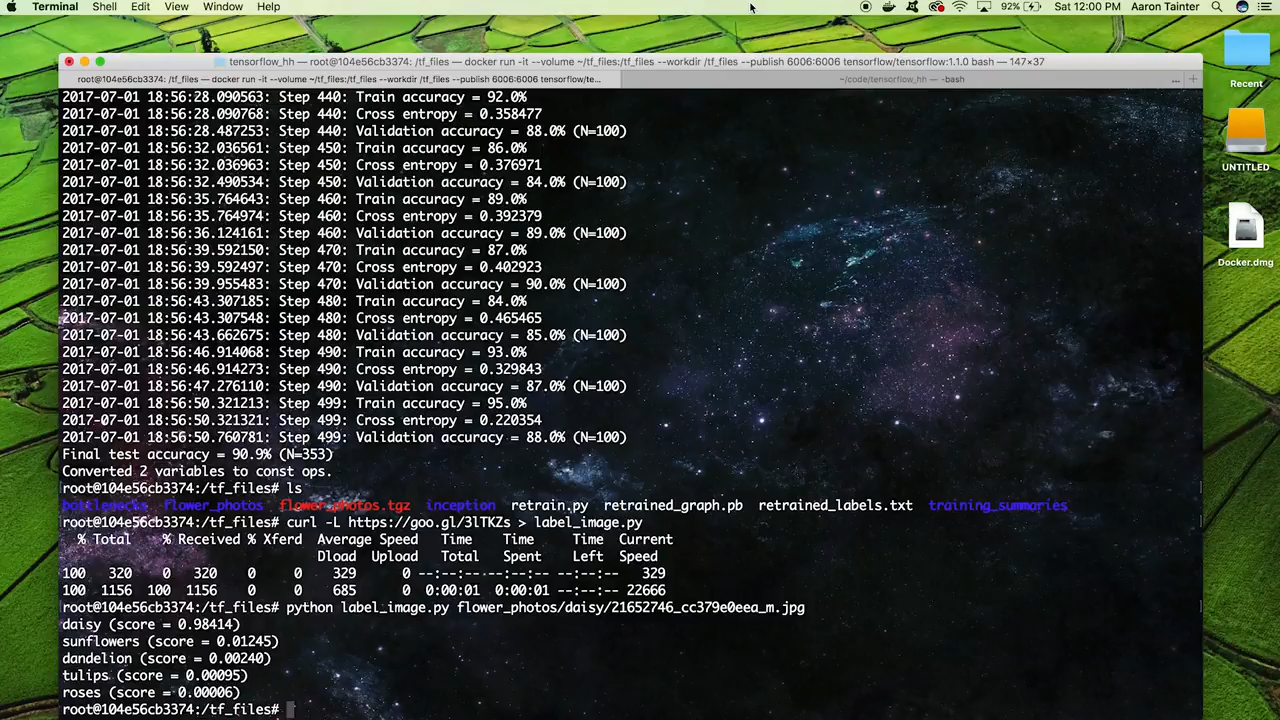 Terminal Shell Edit View Window Help 92% Sat 12:00 PM Aaron Tainter
tensorflow_hh — root@104e56cb3374: /tf_files — docker run -it --volume ~/tf_files:/tf_files --workdir /tf_files --publish 6006:6006 tensorflow/tensorflow:1.1.0 bash — 147×37
root@104e56cb3374: /tf_files — docker run -it --volume ~/tf_files:/tf_files --workdir /tf_files --publish 6006:6006 tensorflow/te... ~/code/tensorflow_hh — -bash
2017-07-01 18:56:28.090563: Step 440: Train accuracy = 92.0%
2017-07-01 18:56:28.090768: Step 440: Cross entropy = 0.358477
2017-07-01 18:56:28.487253: Step 440: Validation accuracy = 88.0% (N=100)
2017-07-01 18:56:32.036561: Step 450: Train accuracy = 86.0%
2017-07-01 18:56:32.036963: Step 450: Cross entropy = 0.376971
2017-07-01 18:56:32.490534: Step 450: Validation accuracy = 84.0% (N=100)
2017-07-01 18:56:35.764643: Step 460: Train accuracy = 89.0%
2017-07-01 18:56:35.764974: Step 460: Cross entropy = 0.392379
2017-07-01 18:56:36.124161: Step 460: Validation accuracy = 89.0% (N=100)
2017-07-01 18:56:39.592150: Step 470: Train accuracy = 87.0%
2017-07-01 18:56:39.592497: Step 470: Cross entropy = 0.402923
2017-07-01 18:56:39.955483: Step 470: Validation accuracy = 90.0% (N=100)
2017-07-01 18:56:43.307185: Step 480: Train accuracy = 84.0%
2017-07-01 18:56:43.307548: Step 480: Cross entropy = 0.465465
2017-07-01 18:56:43.662675: Step 480: Validation accuracy = 85.0% (N=100)
2017-07-01 18:56:46.914068: Step 490: Train accuracy = 93.0%
2017-07-01 18:56:46.914273: Step 490: Cross entropy = 0.329843
2017-07-01 18:56:47.276110: Step 490: Validation accuracy = 87.0% (N=100)
2017-07-01 18:56:50.321213: Step 499: Train accuracy = 95.0%
2017-07-01 18:56:50.321321: Step 499: Cross entropy = 0.220354
2017-07-01 18:56:50.760781: Step 499: Validation accuracy = 88.0% (N=100)
Final test accuracy = 90.9% (N=353)
Converted 2 variables to const ops.
root@104e56cb3374:/tf_files# ls
bottlenecks flower_photos flower_photos.tgz inception retrain.py retrained_graph.pb retrained_labels.txt training_summaries
root@104e56cb3374:/tf_files# curl -L https://goo.gl/3lTKZs > label_image.py
% Total % Received % Xferd Average Speed Time Time Time Current
Dload Upload Total Spent Left Speed
100 320 0 320 0 0 329 0 --:--:-- --:--:-- --:--:-- 329
100 1156 100 1156 0 0 685 0 0:00:01 0:00:01 --:--:-- 22666
root@104e56cb3374:/tf_files# python label_image.py flower_photos/daisy/21652746_cc379e0eea_m.jpg
daisy (score = 0.98414)
sunflowers (score = 0.01245)
dandelion (score = 0.00240)
tulips (score = 0.00095)
roses (score = 0.00006)
root@104e56cb3374:/tf_files#
Recent
UNTITLED
Docker.dmg